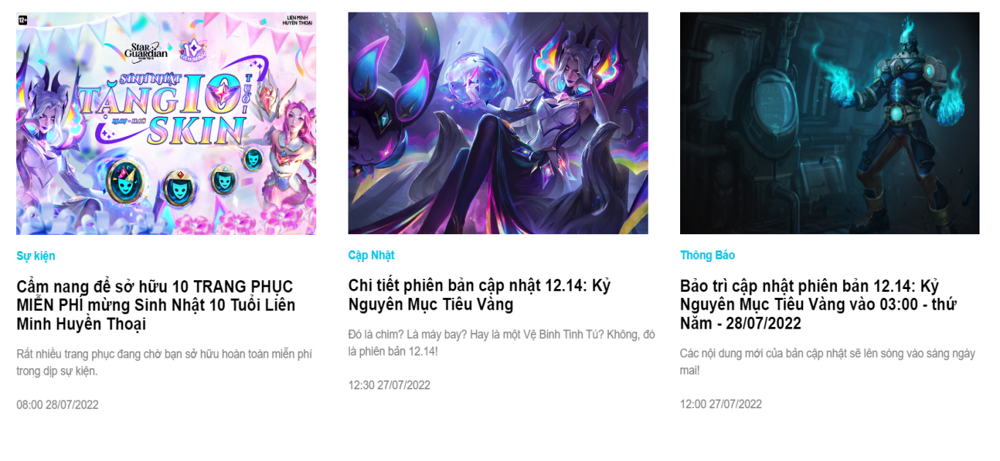 12+
LIÊN MINH
HUYỀN THOẠI
STAR
GUARDIAN
10
LIÊN MINH
SINH NHẬT
TẶNG 10
TUỔI
SKIN
Sự kiện
Cẩm nang để sở hữu 10 TRANG PHỤC
MIỄN PHÍ mừng Sinh Nhật 10 Tuổi Liên
Minh Huyền Thoại
Rất nhiều trang phục đang chờ bạn sở hữu hoàn toàn miễn phí
trong dịp sự kiện.
08:00 28/07/2022
Cập Nhật
Chi tiết phiên bản cập nhật 12.14: Kỷ
Nguyên Mục Tiêu Vàng
Đó là chim? Là máy bay? Hay là một Vệ Binh Tinh Tú? Không, đó
là phiên bản 12.14!
12:30 27/07/2022
Thông Báo
Bảo trì cập nhật phiên bản 12.14: Kỷ
Nguyên Mục Tiêu Vàng vào 03:00 - thứ
Năm - 28/07/2022
Các nội dung mới của bản cập nhật sẽ lên sóng vào sáng ngày
mai!
12:00 27/07/2022